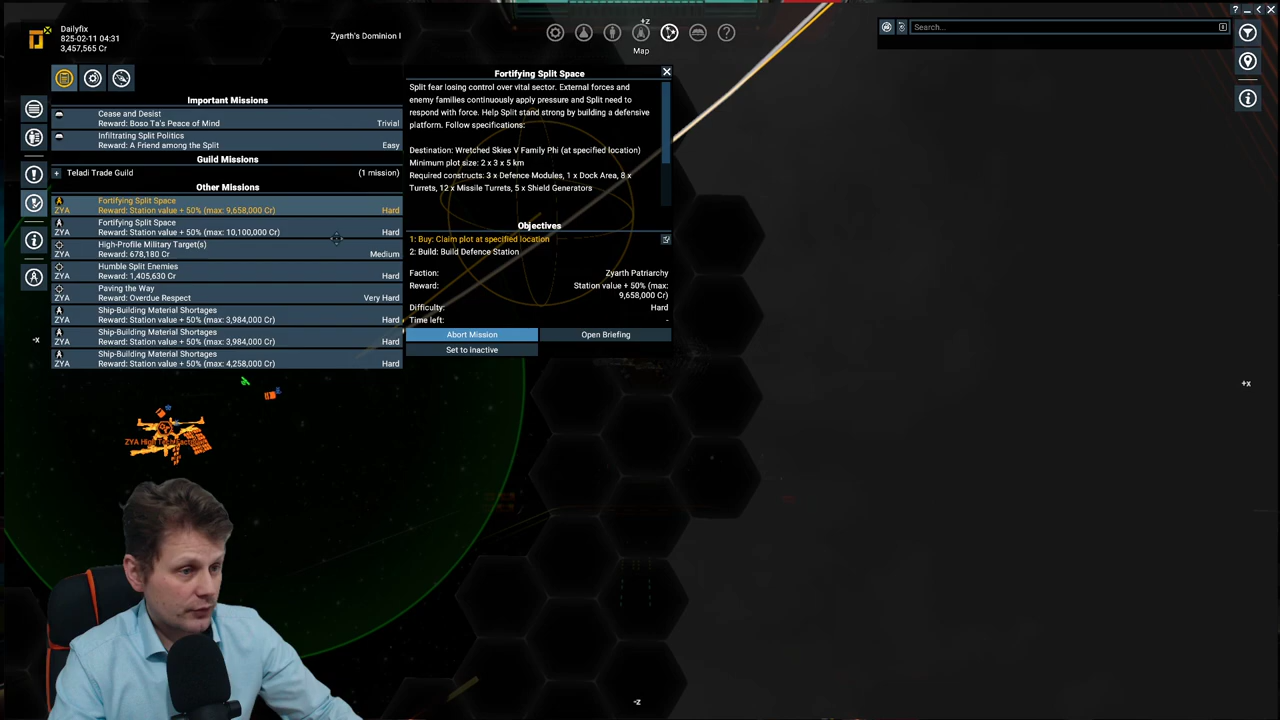 Dailyfix
825-02-11 04:31
3,457,565 Cr
Zyarth's Dominion I
+Z
Map
Search...
Important Missions
Cease and Desist
Reward: Boso Ta's Peace of Mind
Trivial
Infiltrating Split Politics
Reward: A Friend among the Split
Easy
Guild Missions
+ Teladi Trade Guild
(1 mission)
Other Missions
Fortifying Split Space
ZYA Reward: Station value + 50% (max: 9,658,000 Cr)
Hard
Fortifying Split Space
ZYA Reward: Station value + 50% (max: 10,100,000 Cr)
Hard
High-Profile Military Target(s)
ZYA Reward: 678,180 Cr
Medium
Humble Split Enemies
ZYA Reward: 1,405,630 Cr
Hard
Paving the Way
ZYA Reward: Overdue Respect
Very Hard
Ship-Building Material Shortages
ZYA Reward: Station value + 50% (max: 3,984,000 Cr)
Hard
Ship-Building Material Shortages
ZYA Reward: Station value + 50% (max: 3,984,000 Cr)
Hard
Ship-Building Material Shortages
ZYA Reward: Station value + 50% (max: 4,258,000 Cr)
Hard
Fortifying Split Space
Split fear losing control over vital sector. External forces and
enemy families continuously apply pressure and Split need to
respond with force. Help Split stand strong by building a defensive
platform. Follow specifications:
Destination: Wretched Skies V Family Phi (at specified location)
Minimum plot size: 2 x 3 x 5 km
Required constructs: 3 x Defence Modules, 1 x Dock Area, 8 x
Turrets, 12 x Missile Turrets, 5 x Shield Generators
Objectives
1: Buy: Claim plot at specified location
2: Build: Build Defence Station
Faction:
Zyarth Patriarchy
Reward:
Station value + 50% (max:
9,658,000 Cr)
Difficulty:
Hard
Time left:
-
Abort Mission
Open Briefing
Set to Inactive
-X
+X
ZYA High Tech
-Z